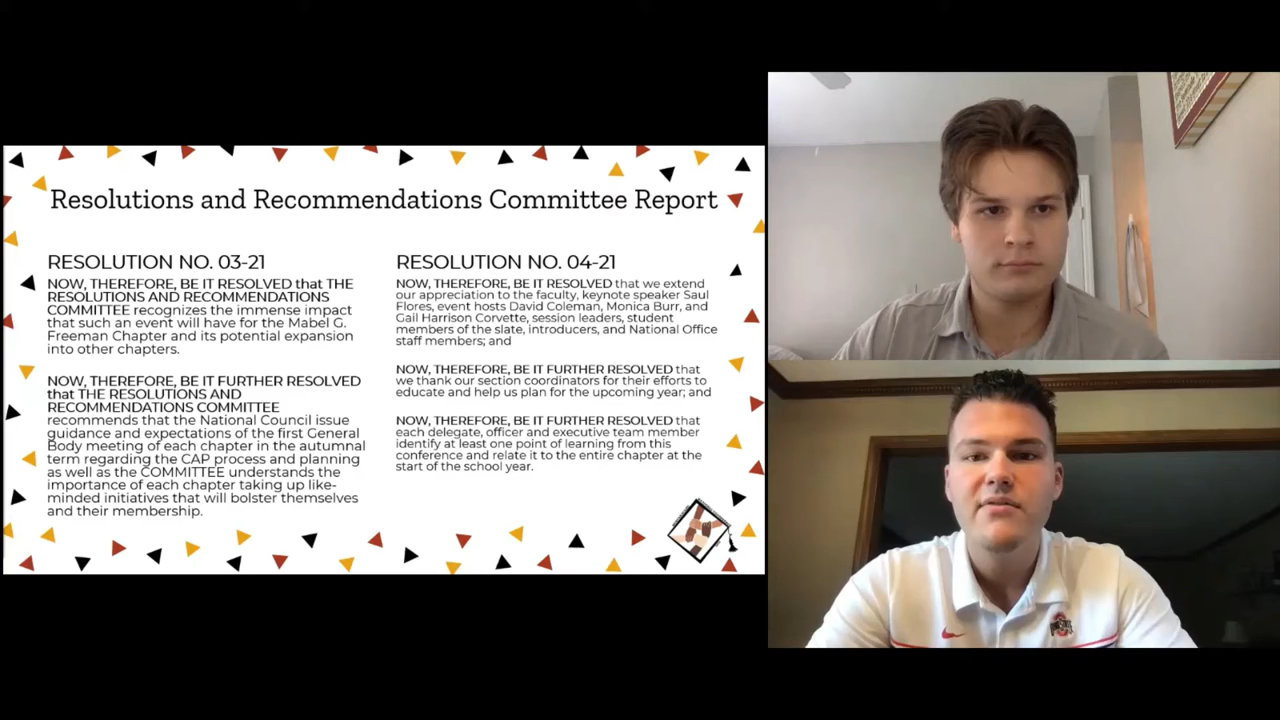 Resolutions and Recommendations Committee Report
RESOLUTION NO. 03-21
NOW, THEREFORE, BE IT RESOLVED that THE
RESOLUTIONS AND RECOMMENDATIONS
COMMITTEE recognizes the immense impact
that such an event will have for the Mabel G.
Freeman Chapter and its potential expansion
into other chapters.
NOW, THEREFORE, BE IT FURTHER RESOLVED
that THE RESOLUTIONS AND
RECOMMENDATIONS COMMITTEE
recommends that the National Council issue
guidance and expectations of the first General
Body meeting of each chapter in the autumnal
term regarding the CAP process and planning
as well as the COMMITTEE understands the
importance of each chapter taking up like-
minded initiatives that will bolster themselves
and their membership.
RESOLUTION NO. 04-21
NOW, THEREFORE, BE IT RESOLVED that we extend
our appreciation to the faculty, keynote speaker Saul
Flores, event hosts David Coleman, Monica Burr, and
Gail Harrison Corvette, session leaders, student
members of the slate, introducers, and National Office
staff members; and
NOW, THEREFORE, BE IT FURTHER RESOLVED that
we thank our section coordinators for their efforts to
educate and help us plan for the upcoming year; and
NOW, THEREFORE, BE IT FURTHER RESOLVED that
each delegate, officer and executive team member
identify at least one point of learning from this
conference and relate it to the entire chapter at the
start of the school year.